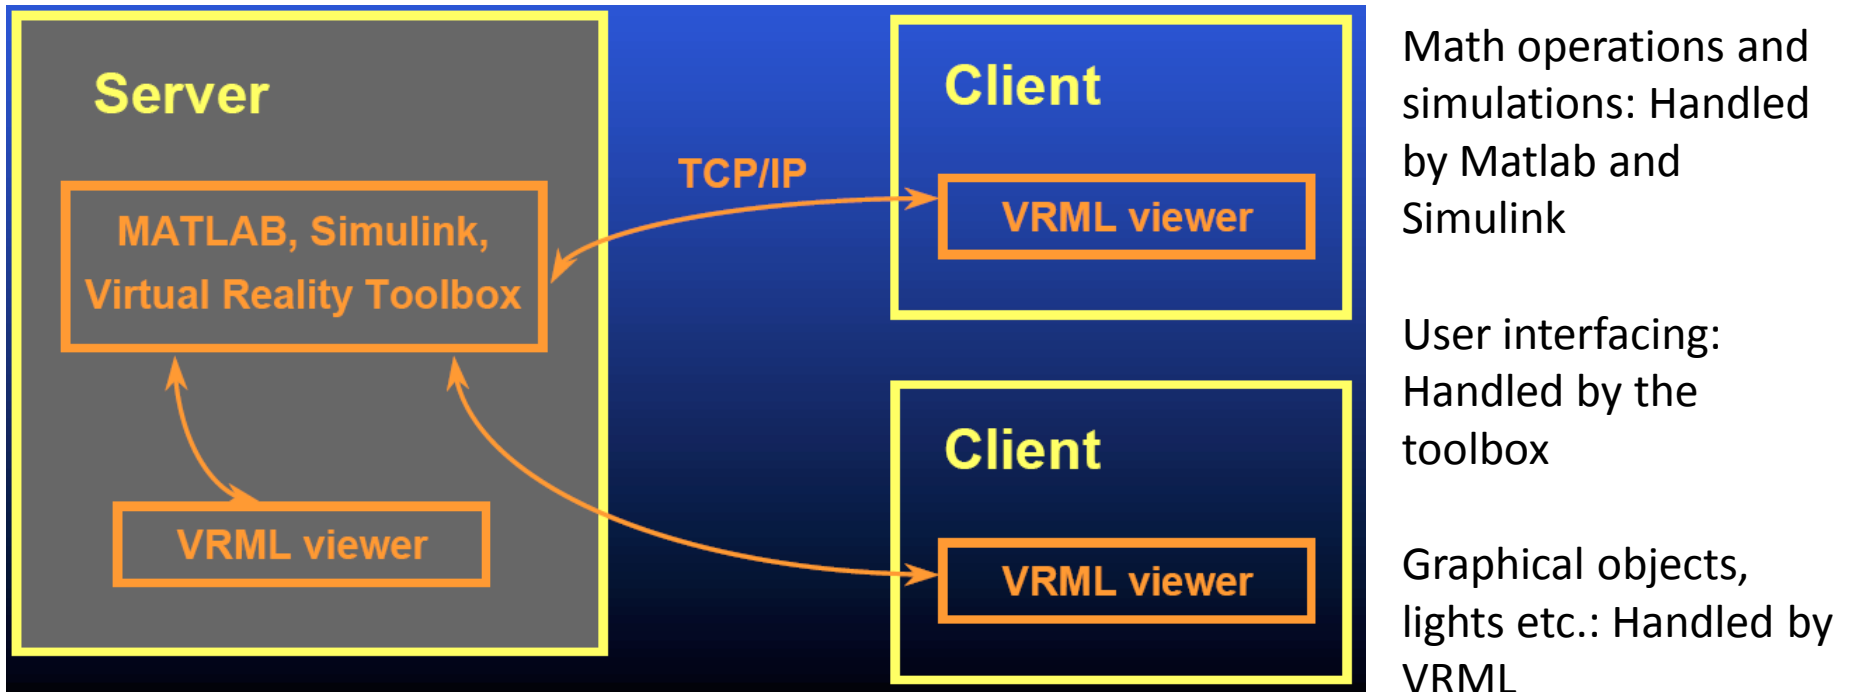 Server
MATLAB, Simulink,
Virtual Reality Toolbox
VRML viewer
TCP/IP
Client
VRML viewer
Client
VRML viewer
Math operations and
simulations: Handled
by Matlab and
Simulink
User interfacing:
Handled by the
toolbox
Graphical objects,
lights etc.: Handled by
VRML